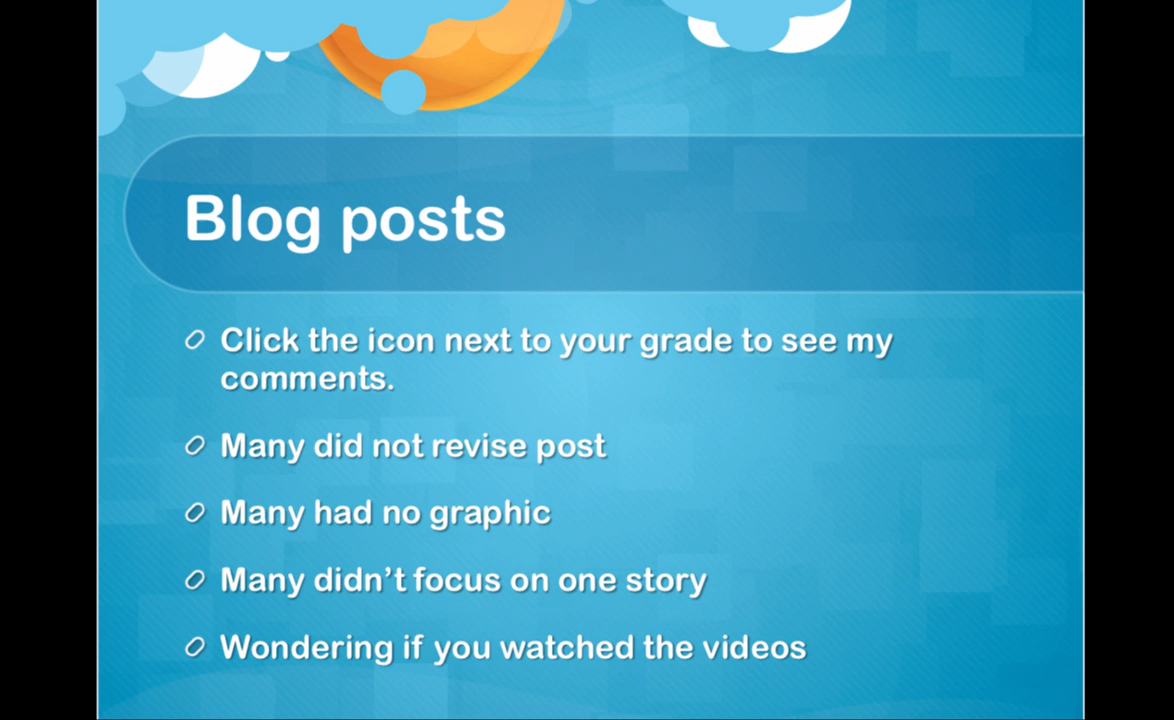 Blog posts
Click the icon next to your grade to see my
comments.
Many did not revise post
Many had no graphic
Many didn’t focus on one story
Wondering if you watched the videos